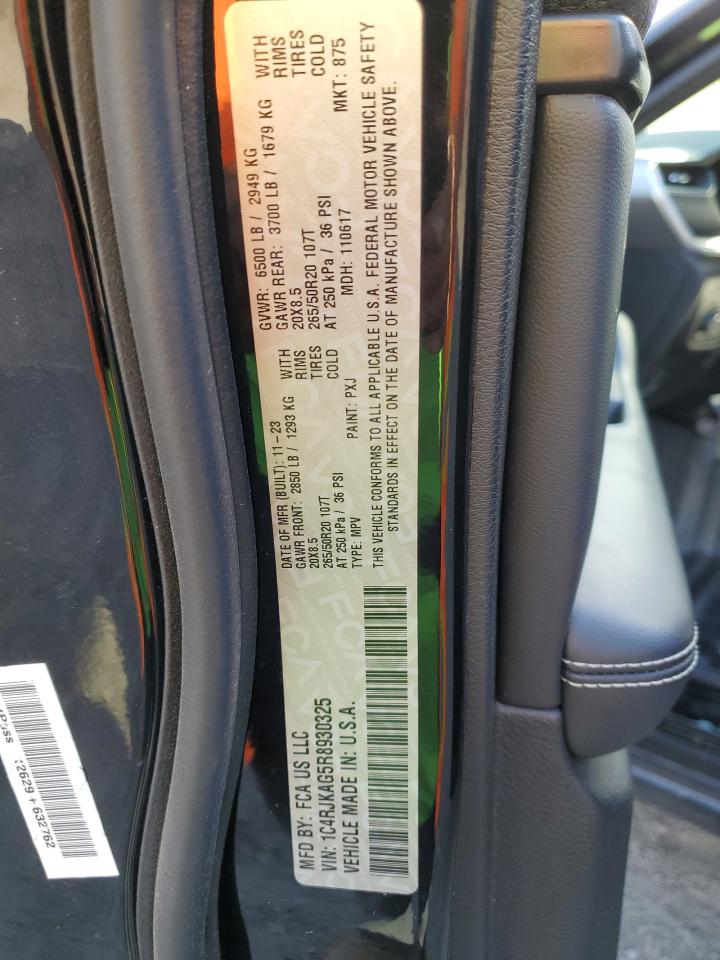 MFD BY: FCA US LLC
VIN: 1C4RJKAG5R8930325
VEHICLE MADE IN: U.S.A.
DATE OF MFR (BUILT): 11-23
GAWR FRONT: 2850 LB / 1293 KG WITH
20X8.5 RIMS
265/50R20 107T TIRES
AT 250 kPa / 36 PSI COLD
TYPE: MPV PAINT: PXJ
GVWR: 6500 LB / 2949 KG
GAWR REAR: 3700 LB / 1679 KG WITH
20X8.5 RIMS
265/50R20 107T TIRES
AT 250 kPa / 36 PSI COLD
MDH: 110617 MKT: 875
THIS VEHICLE CONFORMS TO ALL APPLICABLE U.S.A. FEDERAL MOTOR VEHICLE SAFETY
STANDARDS IN EFFECT ON THE DATE OF MANUFACTURE SHOWN ABOVE.
:2629 + 632762